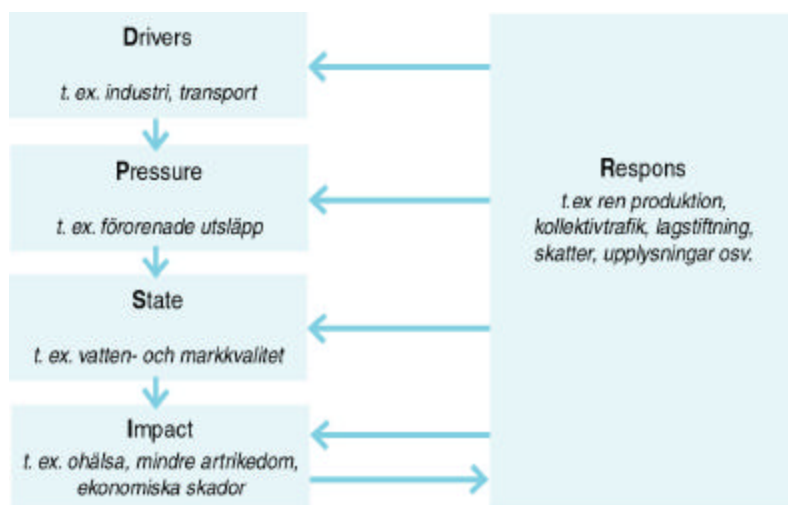 Drivers
t. ex. industri, transport
Pressure
t. ex. förorenade utsläpp
State
t. ex. vatten- och markkvalitet
Impact
t. ex. ohälsa, mindre artrikedom,
ekonomiska skador
Respons
t.ex ren produktion,
kollektivtrafik, lagstiftning,
skatter, upplysningar osv.